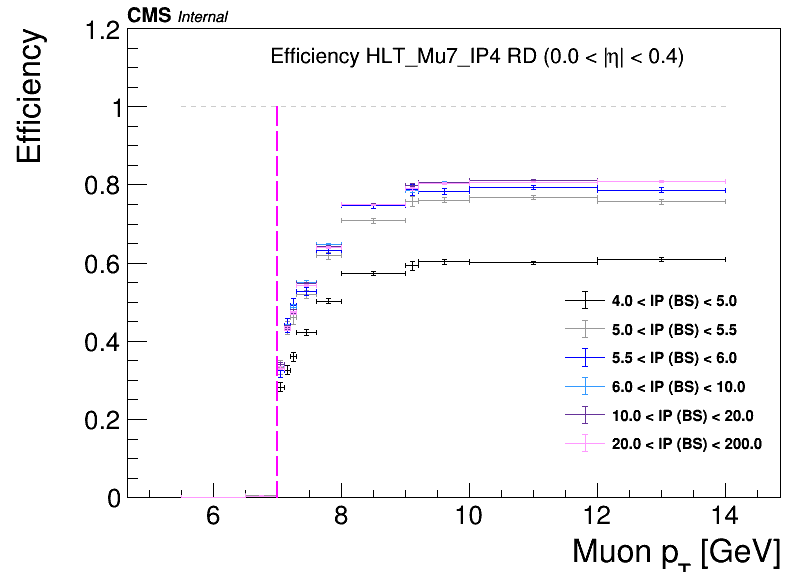 CMS Internal
Efficiency HLT_Mu7_IP4 RD (0.0 < |η| < 0.4)
Efficiency
1.2
1
0.8
0.6
0.4
0.2
0
4.0 < IP (BS) < 5.0
5.0 < IP (BS) < 5.5
5.5 < IP (BS) < 6.0
6.0 < IP (BS) < 10.0
10.0 < IP (BS) < 20.0
20.0 < IP (BS) < 200.0
6 8 10 12 14
Muon p_T [GeV]